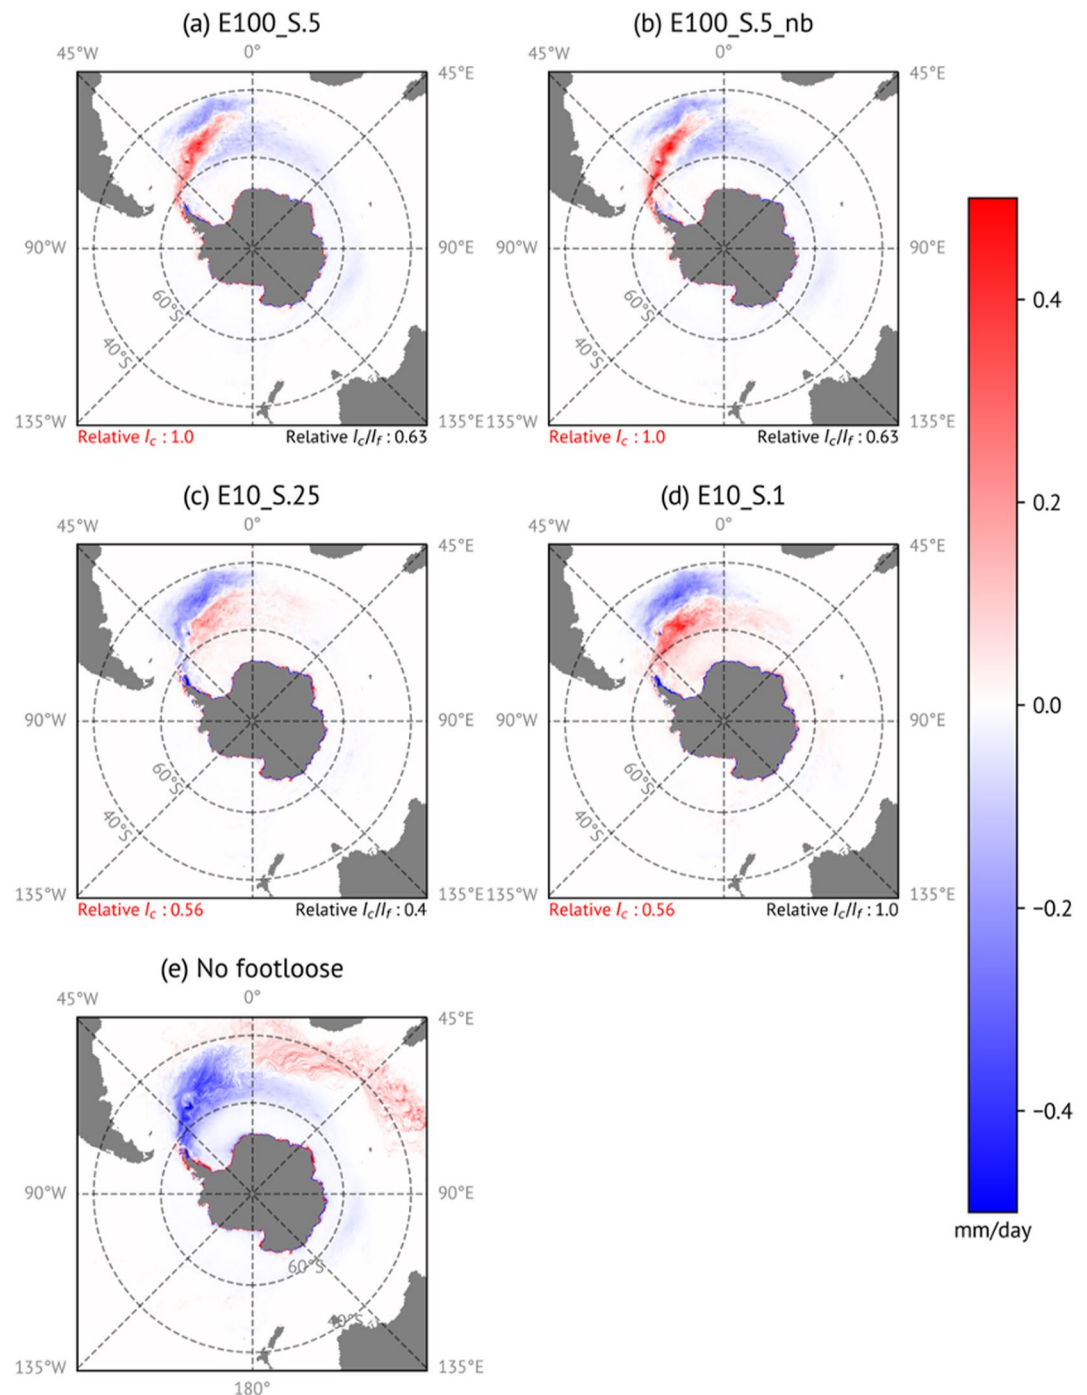 (a) E100_S.5 (b) E100_S.5_nb
45°W 0° 45°E 0° 45°E
90°W 90°E 90°W 90°E
60°S 60°S
40°S 40°S
135°W 135°E 135°W 135°E
Relative Ic : 1.0 Relative Ic/If : 0.63 Relative Ic : 1.0 Relative Ic/If : 0.63
(c) E10_S.25 (d) E10_S.1
45°W 0° 45°E 0° 45°E
90°W 90°E 90°W 90°E
60°S 60°S
40°S 40°S
135°W 135°E 135°W 135°E
Relative Ic : 0.56 Relative Ic/If : 0.4 Relative Ic : 0.56 Relative Ic/If : 1.0
(e) No footloose
45°W 0° 45°E
90°W 90°E
60°S
40°S
135°W 135°E
180°
0.4
0.2
0.0
−0.2
−0.4
mm/day